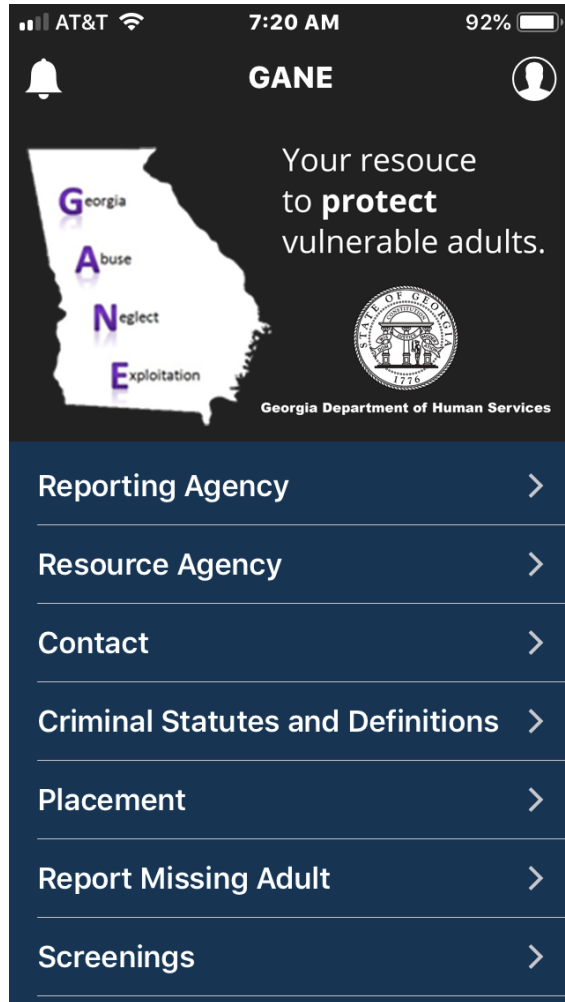 AT&T 7:20 AM 92%
GANE
Georgia
Abuse
Neglect
Exploitation
Your resouce
to protect
vulnerable adults.
STATE OF GEORGIA
CONSTITUTION
1776
Georgia Department of Human Services
Reporting Agency
Resource Agency
Contact
Criminal Statutes and Definitions
Placement
Report Missing Adult
Screenings